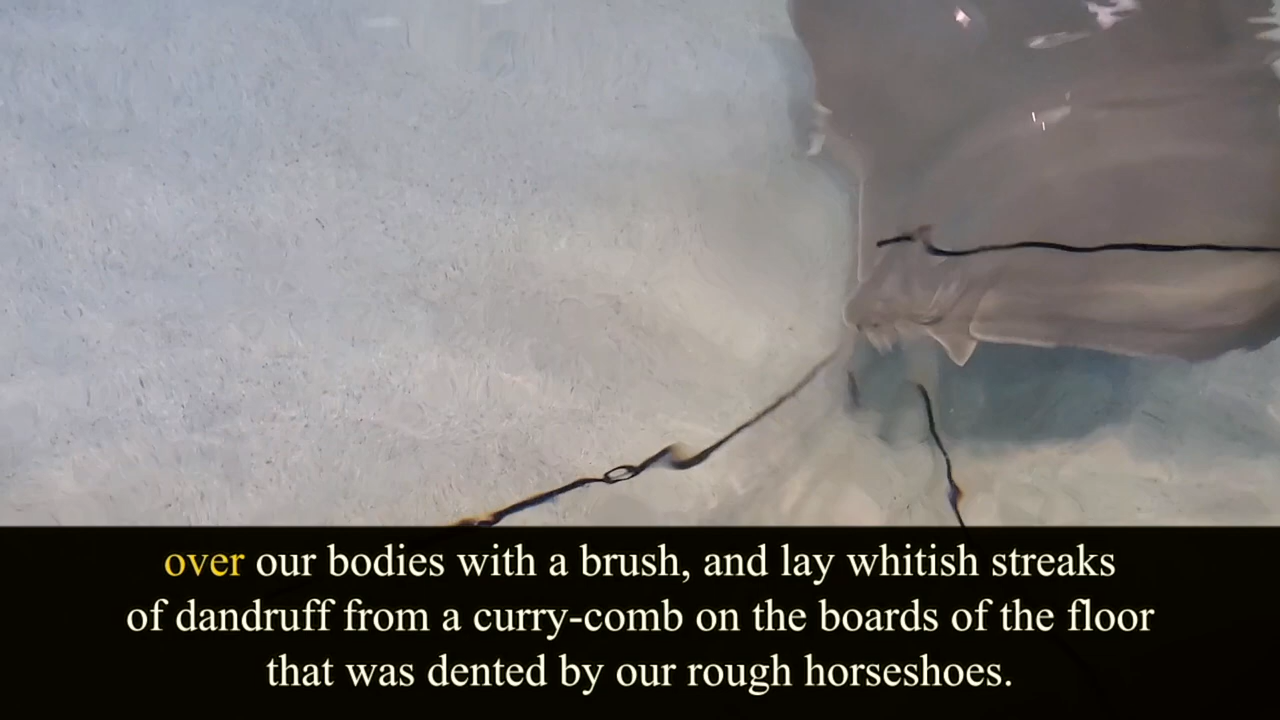 over our bodies with a brush, and lay whitish streaks
of dandruff from a curry-comb on the boards of the floor
that was dented by our rough horseshoes.